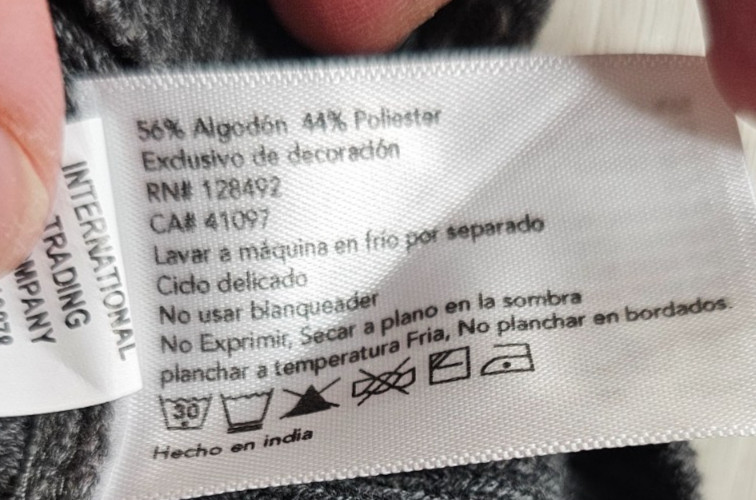 56% Algodón 44% Poliester
Exclusivo de decoración
RN# 128492
CA# 41097
Lavar a máquina en frío por separado
Ciclo delicado
No usar blanqueader
No Exprimir, Secar a plano en la sombra
planchar a temperatura Fria, No planchar en bordados.
30
Hecho en india
INTERNATIONAL
TRADING